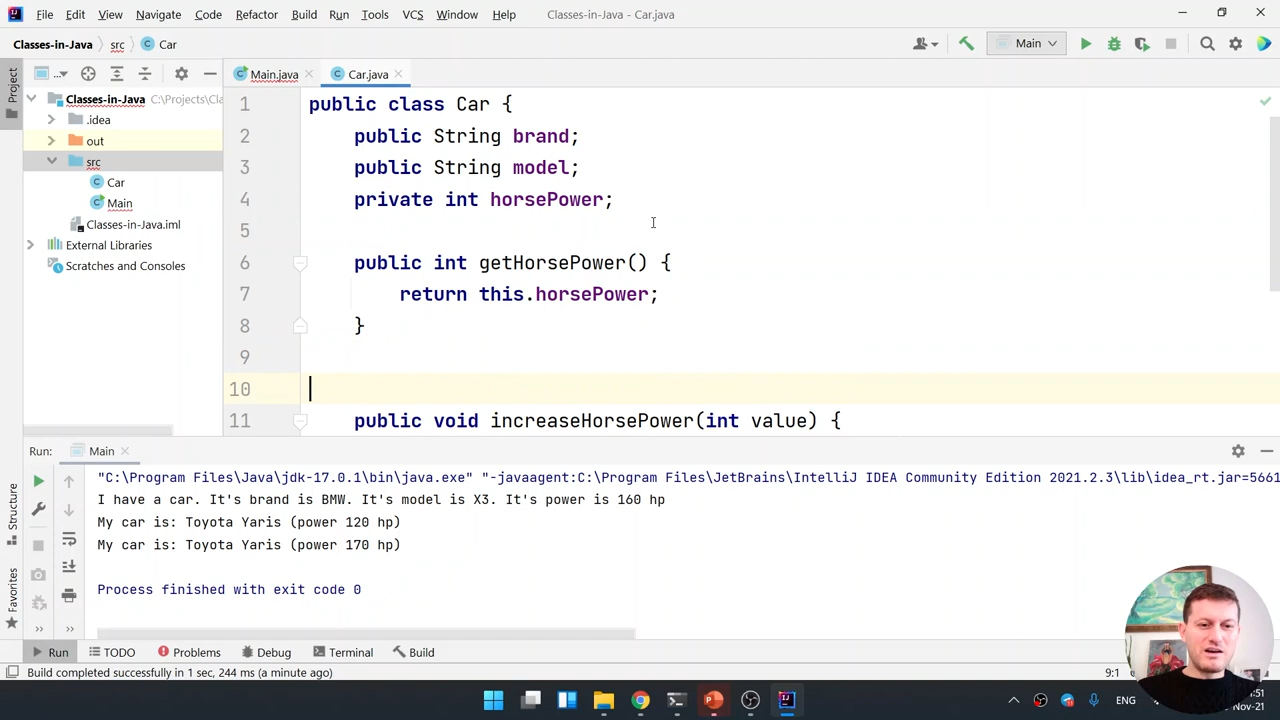 File Edit View Navigate Code Refactor Build Run Tools VCS Window Help Classes-in-Java - Car.java
Classes-in-Java src Car Main
Project
...
Main.java Car.java
Classes-in-Java C:\Projects\Cla
.idea
out
src
Car
Main
Classes-in-Java.iml
External Libraries
Scratches and Consoles
1 public class Car {
2 public String brand;
3 public String model;
4 private int horsePower;
5
6 public int getHorsePower() {
7 return this.horsePower;
8 }
9
10
11 public void increaseHorsePower(int value) {
Run: Main
"C:\Program Files\Java\jdk-17.0.1\bin\java.exe" "-javaagent:C:\Program Files\JetBrains\IntelliJ IDEA Community Edition 2021.2.3\lib\idea_rt.jar=5661
I have a car. It's brand is BMW. It's model is X3. It's power is 160 hp
My car is: Toyota Yaris (power 120 hp)
My car is: Toyota Yaris (power 170 hp)
Process finished with exit code 0
Structure
Favorites
Run TODO Problems Debug Terminal Build
Build completed successfully in 1 sec, 244 ms (a minute ago) 9:1
ENG
:51
-Nov-21